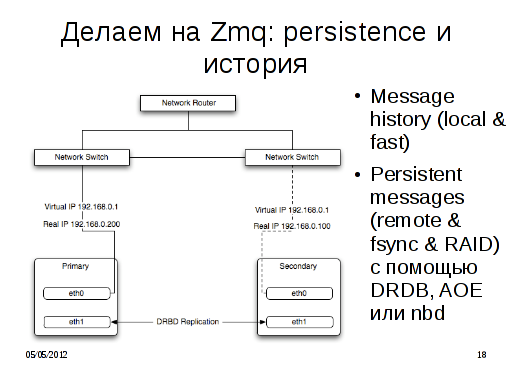 Делаем на Zmq: persistence и
история
Network Router
Network Switch
Network Switch
Virtual IP 192.168.0.1
Real IP 192.168.0.200
Virtual IP 192.168.0.1
Real IP 192.168.0.100
Primary
eth0
eth1
DRBD Replication
Secondary
eth0
eth1
• Message
history (local &
fast)
• Persistent
messages
(remote &
fsync & RAID)
с помощью
DRDB, AOE
или nbd
05/05/2012
18